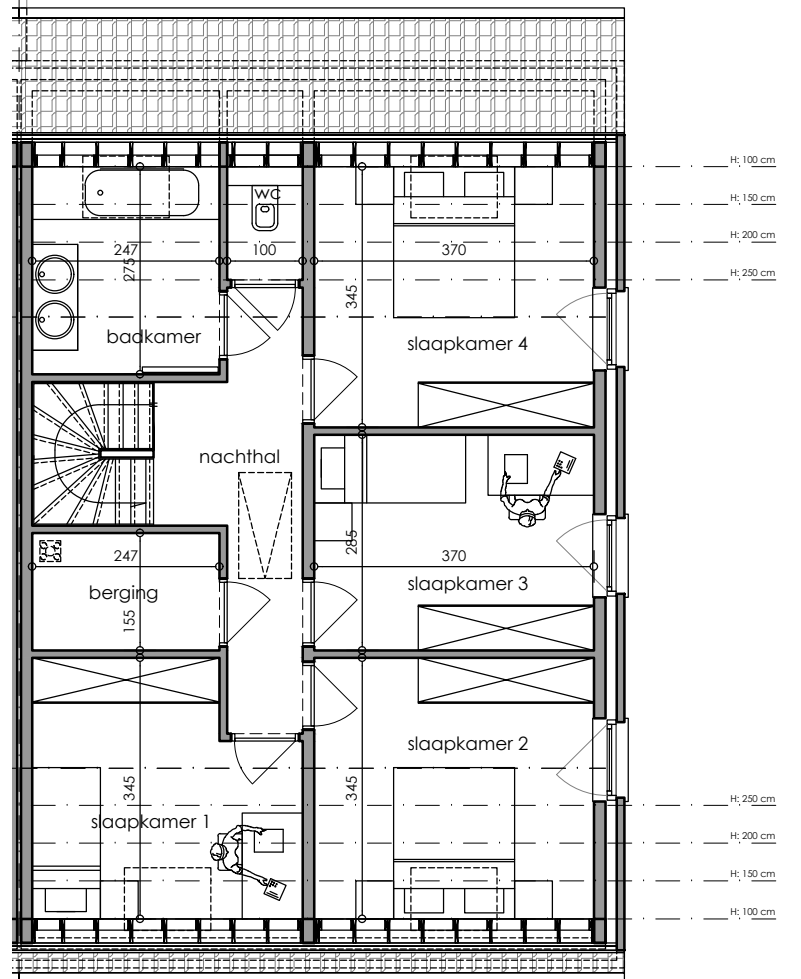 H: 100 cm
WC
H: 150 cm
H: 200 cm
247
275
100
370
H: 250 cm
345
badkamer
slaapkamer 4
nachthal
285
247
370
berging
slaapkamer 3
155
slaapkamer 2
345
345
H: 250 cm
slaapkamer 1
H: 200 cm
H: 150 cm
H: 100 cm